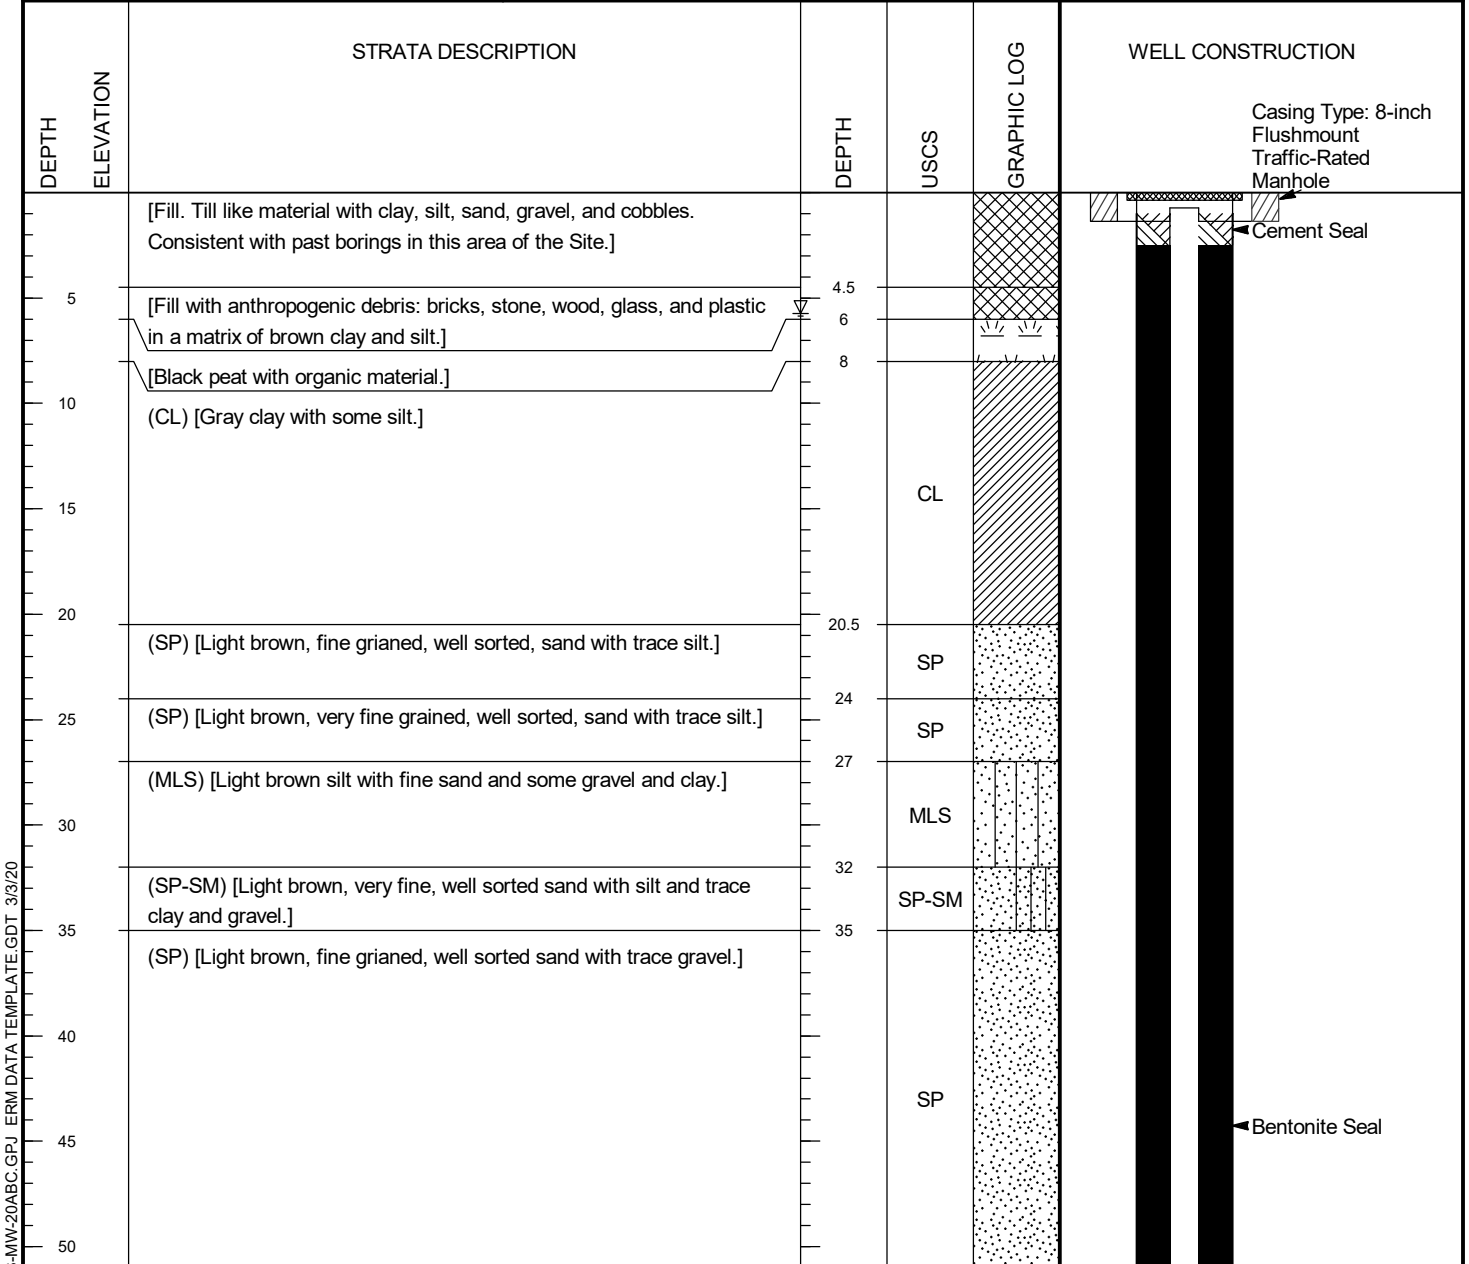 DEPTH
ELEVATION
STRATA DESCRIPTION
DEPTH
USCS
GRAPHIC LOG
WELL CONSTRUCTION
Casing Type: 8-inch
Flushmount
Traffic-Rated
Manhole
[Fill. Till like material with clay, silt, sand, gravel, and cobbles.
Consistent with past borings in this area of the Site.]
Cement Seal
4.5
5
[Fill with anthropogenic debris: bricks, stone, wood, glass, and plastic
6
in a matrix of brown clay and silt.]
8
[Black peat with organic material.]
10
(CL) [Gray clay with some silt.]
CL
15
20
20.5
(SP) [Light brown, fine grianed, well sorted, sand with trace silt.]
SP
24
25
(SP) [Light brown, very fine grained, well sorted, sand with trace silt.]
SP
27
(MLS) [Light brown silt with fine sand and some gravel and clay.]
MLS
30
32
(SP-SM) [Light brown, very fine, well sorted sand with silt and trace
clay and gravel.]
SP-SM
35
35
(SP) [Light brown, fine grianed, well sorted sand with trace gravel.]
40
SP
Bentonite Seal
45
50
-MW-20ABC.GPJ ERM DATA TEMPLATE.GDT 3/3/20